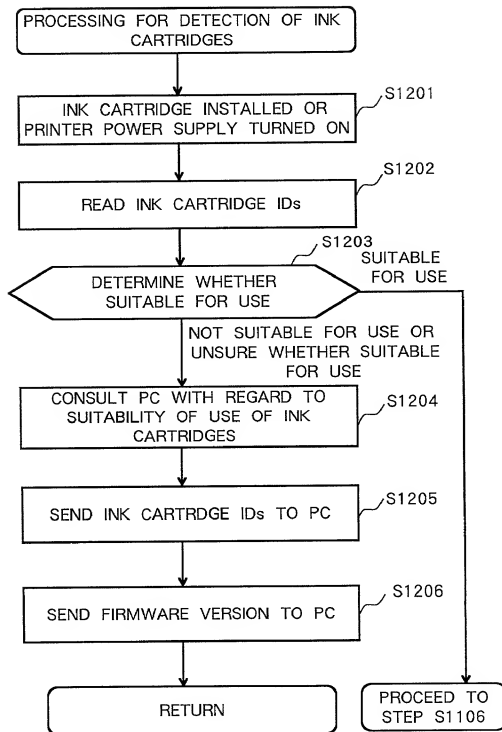 PROCESSING FOR DETECTION OF INK
CARTRIDGES
S1201
INK CARTRIDGE INSTALLED OR
PRINTER POWER SUPPLY TURNED ON
S1202
READ INK CARTRIDGE IDs
S1203
DETERMINE WHETHER
SUITABLE FOR USE
SUITABLE
FOR USE
NOT SUITABLE FOR USE OR
UNSURE WHETHER SUITABLE
FOR USE
S1204
CONSULT PC WITH REGARD TO
SUITABILITY OF USE OF INK
CARTRIDGES
S1205
SEND INK CARTRDGE IDs TO PC
S1206
SEND FIRMWARE VERSION TO PC
RETURN
PROCEED TO
STEP S1106